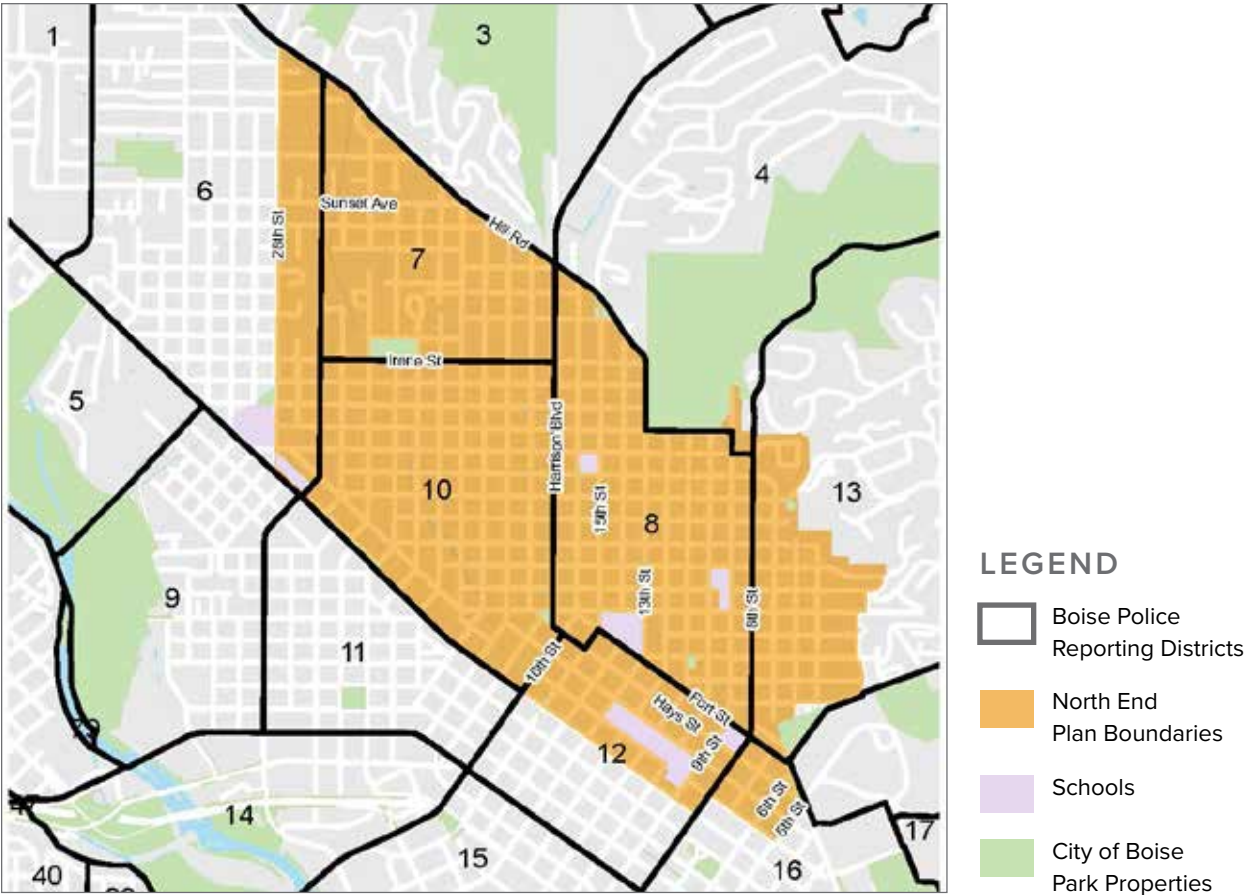 1
3
4
6
28th St
Sunset Ave
Hill Rd
7
Irene St
5
Harrison Blvd
10
15th St
8
13
9
13th St
8th St
11
Fort St
Hays St
12
9th St
6th St
5th St
14
15
16
17
40
LEGEND
Boise Police
Reporting Districts
North End
Plan Boundaries
Schools
City of Boise
Park Properties